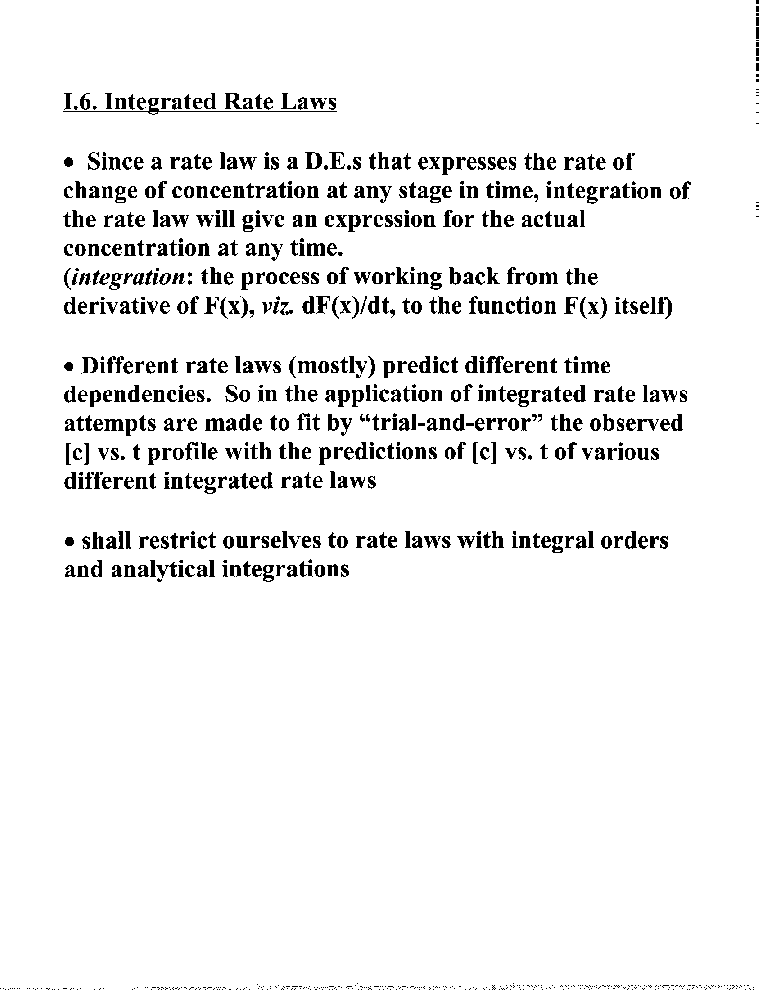 I.6. Integrated Rate Laws
• Since a rate law is a D.E.s that expresses the rate of
change of concentration at any stage in time, integration of
the rate law will give an expression for the actual
concentration at any time.
(integration: the process of working back from the
derivative of F(x), viz. dF(x)/dt, to the function F(x) itself)
• Different rate laws (mostly) predict different time
dependencies. So in the application of integrated rate laws
attempts are made to fit by “trial-and-error” the observed
[c] vs. t profile with the predictions of [c] vs. t of various
different integrated rate laws
• shall restrict ourselves to rate laws with integral orders
and analytical integrations